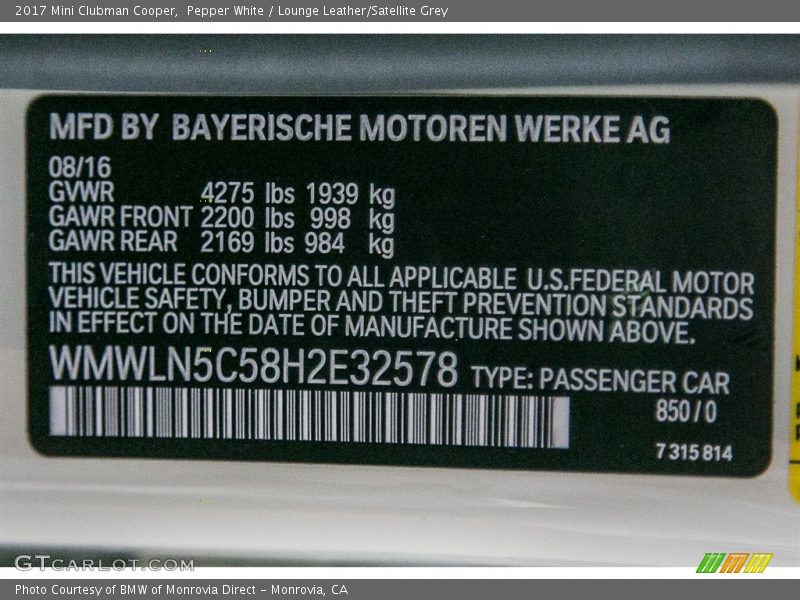 2017 Mini Clubman Cooper,  Pepper White / Lounge Leather/Satellite Grey
MFD BY BAYERISCHE MOTOREN WERKE AG
08/16
GVWR 4275 lbs 1939 kg
GAWR FRONT 2200 lbs 998 kg
GAWR REAR 2169 lbs 984 kg
THIS VEHICLE CONFORMS TO ALL APPLICABLE U.S.FEDERAL MOTOR
VEHICLE SAFETY, BUMPER AND THEFT PREVENTION STANDARDS
IN EFFECT ON THE DATE OF MANUFACTURE SHOWN ABOVE.
WMWLN5C58H2E32578 TYPE: PASSENGER CAR
850/0
7 315 814
GTCARLOT.COM
Photo Courtesy of BMW of Monrovia Direct - Monrovia, CA